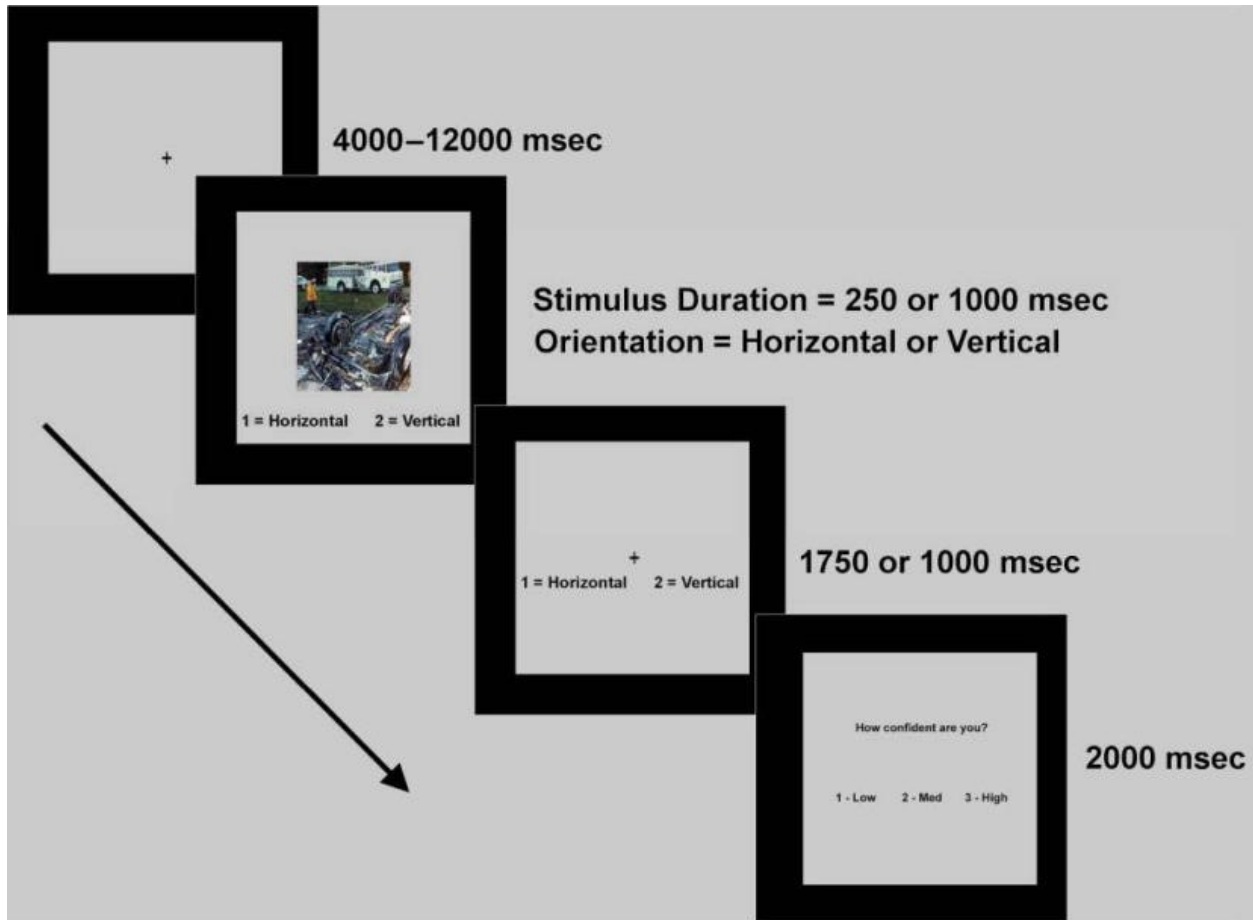 4000–12000 msec
Stimulus Duration = 250 or 1000 msec
Orientation = Horizontal or Vertical
1 = Horizontal 2 = Vertical
1750 or 1000 msec
1 = Horizontal 2 = Vertical
How confident are you?
2000 msec
1 - Low 2 - Med 3 - High